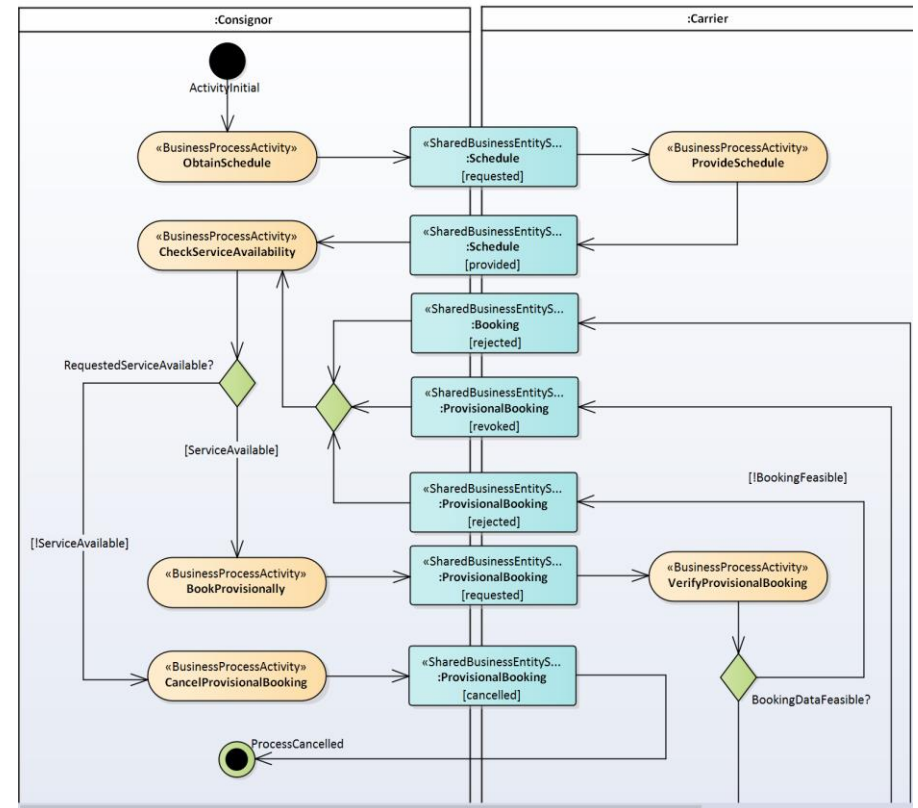 :Consignor
:Carrier
ActivityInitial
«BusinessProcessActivity»
ObtainSchedule
«SharedBusinessEntityS...
:Schedule
[requested]
«BusinessProcessActivity»
ProvideSchedule
«BusinessProcessActivity»
CheckServiceAvailability
«SharedBusinessEntityS...
:Schedule
[provided]
«SharedBusinessEntityS...
:Booking
[rejected]
RequestedServiceAvailable?
«SharedBusinessEntityS...
:ProvisionalBooking
[revoked]
[ServiceAvailable]
[!BookingFeasible]
«SharedBusinessEntityS...
:ProvisionalBooking
[rejected]
[!ServiceAvailable]
«BusinessProcessActivity»
BookProvisionally
«SharedBusinessEntityS...
:ProvisionalBooking
[requested]
«BusinessProcessActivity»
VerifyProvisionalBooking
«BusinessProcessActivity»
CancelProvisionalBooking
«SharedBusinessEntityS...
:ProvisionalBooking
[cancelled]
BookingDataFeasible?
ProcessCancelled